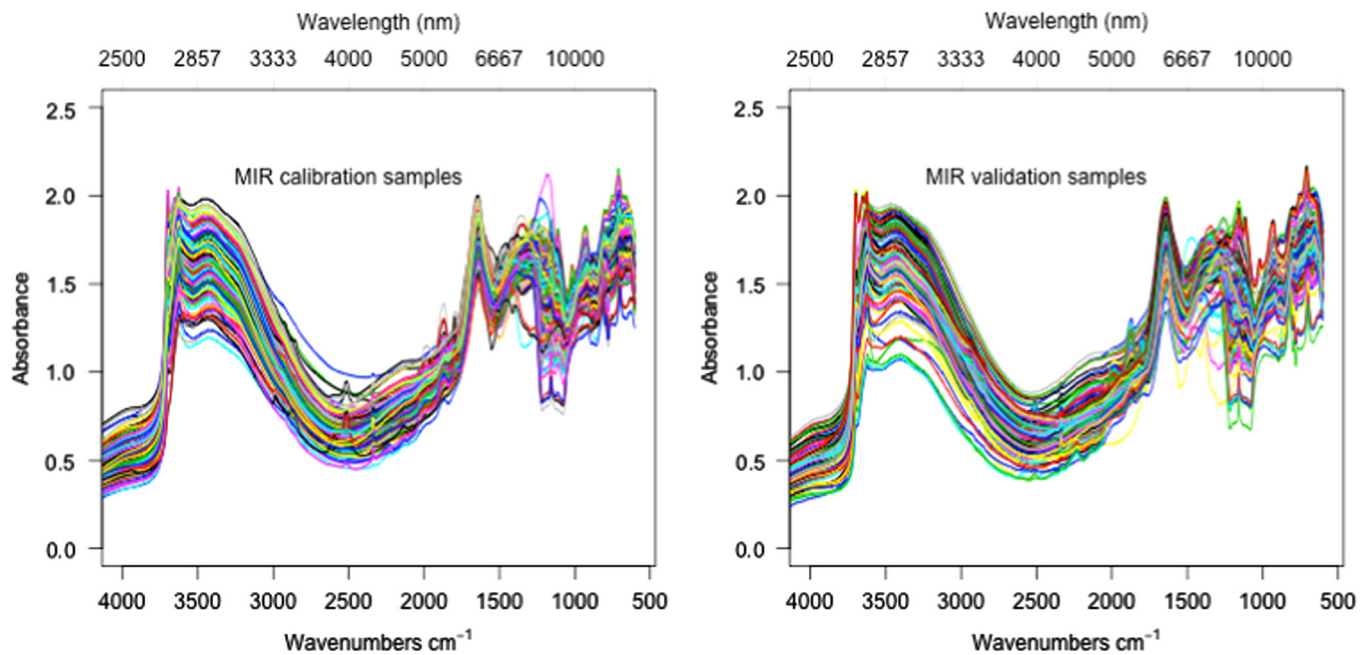 Wavelength (nm)
2500 2857 3333 4000 5000 6667 10000
2.5
MIR calibration samples
2.0
1.5
1.0
0.5
0.0
Absorbance
4000 3500 3000 2500 2000 1500 1000 500
Wavenumbers cm⁻¹
Wavelength (nm)
2500 2857 3333 4000 5000 6667 10000
2.5
MIR validation samples
2.0
1.5
1.0
0.5
0.0
Absorbance
4000 3500 3000 2500 2000 1500 1000 500
Wavenumbers cm⁻¹